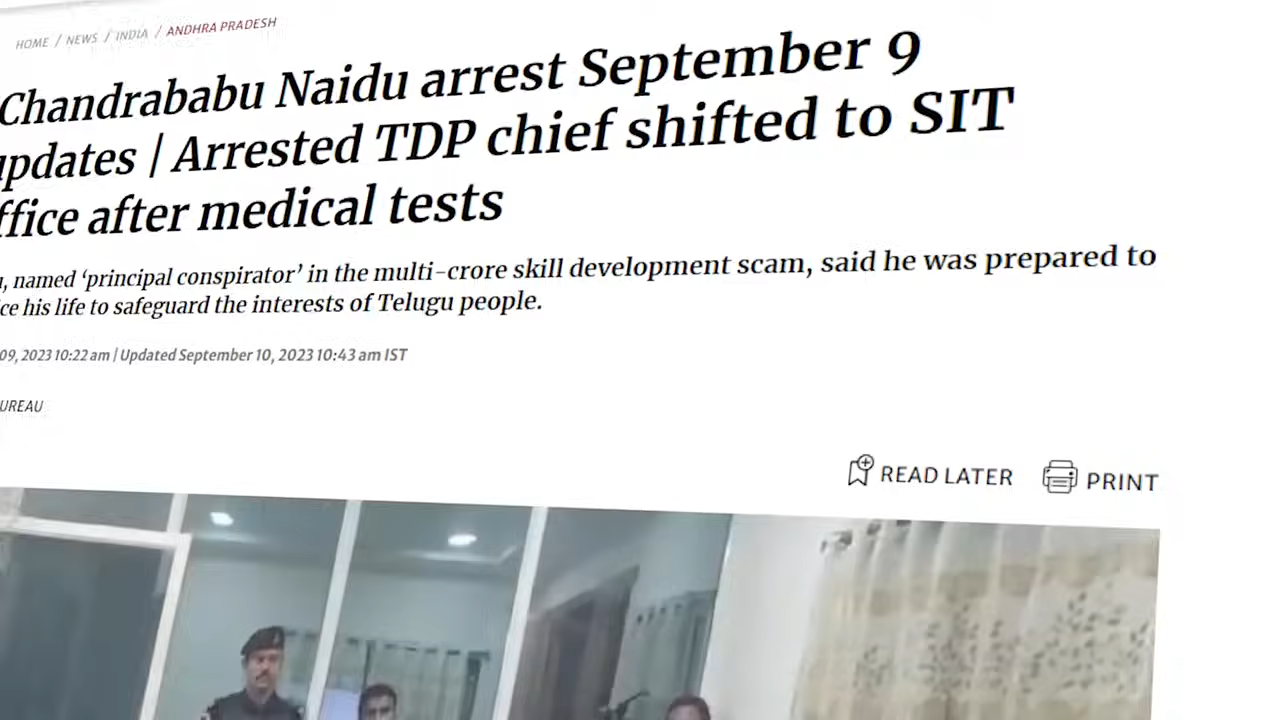 HOME / NEWS / INDIA / ANDHRA PRADESH
Chandrababu Naidu arrest September 9
updates | Arrested TDP chief shifted to SIT
ffice after medical tests
, named ‘principal conspirator’ in the multi-crore skill development scam, said he was prepared to
ce his life to safeguard the interests of Telugu people.
09, 2023 10:22 am | Updated September 10, 2023 10:43 am IST
UREAU
READ LATER PRINT